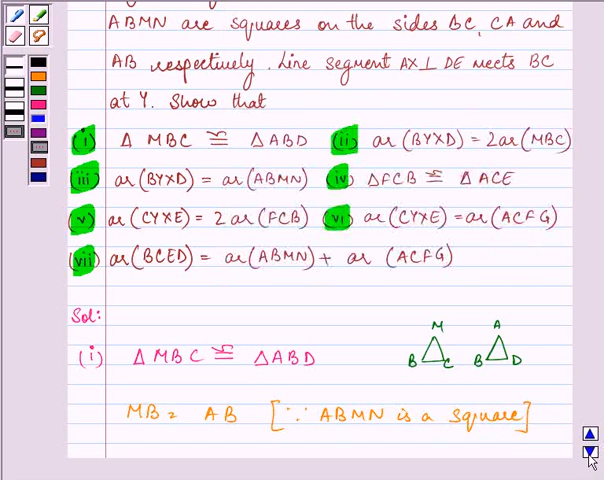 ABMN are squares on the sides BC, CA and
AB respectively. Line segment AX⊥ DE meets BC
at Y. Show that
(i) Δ MBC ≅ ΔABD (ii) ar(BYXD) = 2ar(MBC)
(iii) ar(BYXD) = ar(ABMN) (iv) ΔFCB ≅ ΔACE
(v) ar(CYXE) = 2 ar(FCB) (vi) ar(CYXE) = ar(ACFG)
(vii) ar(BCED) = ar(ABMN) + ar (ACFG)
Sol:
M A
(i) Δ MBC ≅ ΔABD B C B D
MB = AB [∵ ABMN is a square]